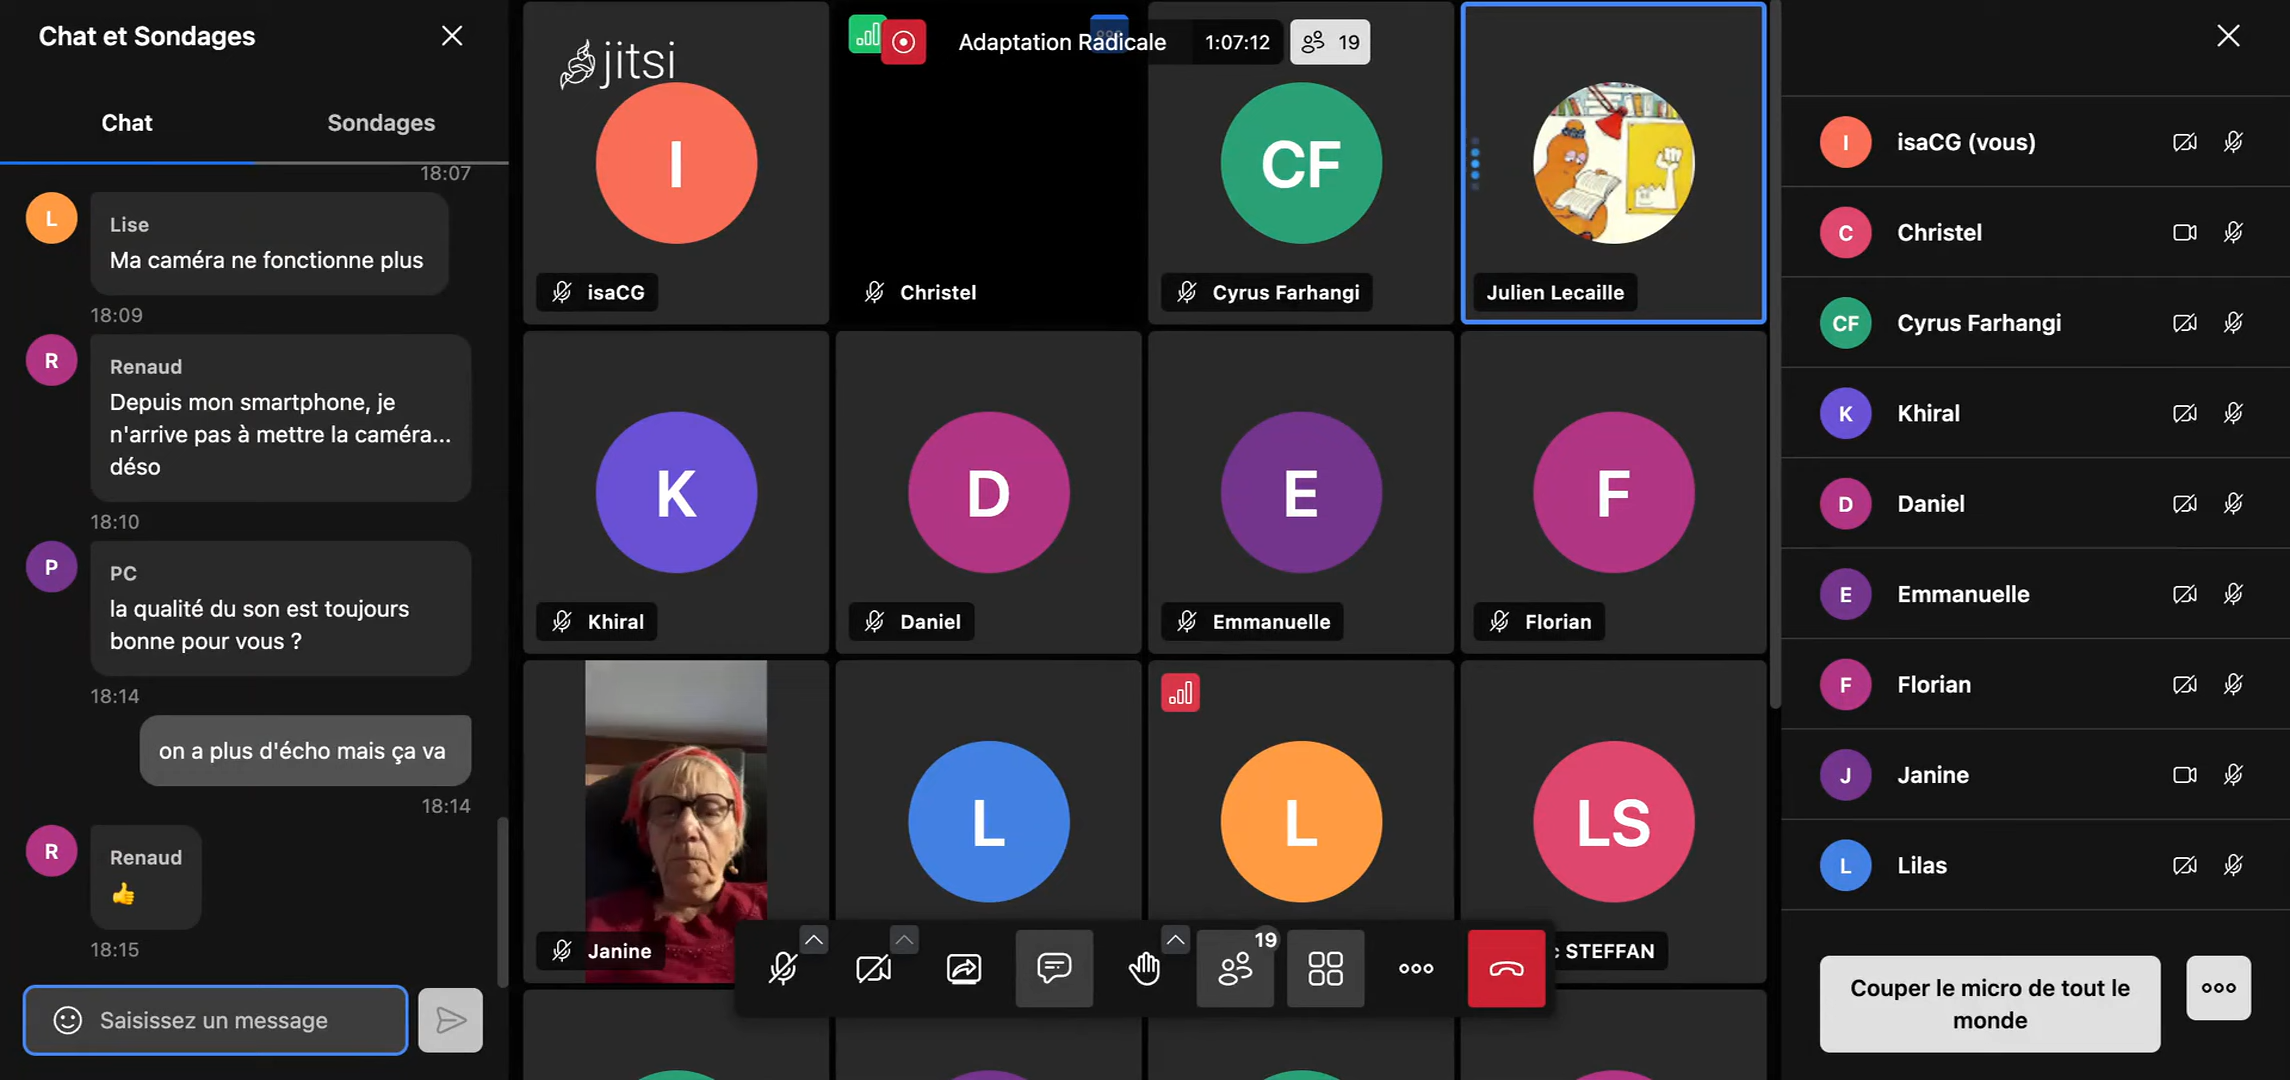 Chat et Sondages
Chat
Sondages
18:07
L
Lise
Ma caméra ne fonctionne plus
18:09
R
Renaud
Depuis mon smartphone, je
n'arrive pas à mettre la caméra...
déso
18:10
P
PC
la qualité du son est toujours
bonne pour vous ?
18:14
on a plus d'écho mais ça va
18:14
R
Renaud
👍
18:15
Saisissez un message
jitsi
Adaptation Radicale
1:07:12
19
I
isaCG
Christel
CF
Cyrus Farhangi
Julien Lecaille
K
Khiral
D
Daniel
E
Emmanuelle
F
Florian
Janine
L
L
LS
STEFFAN
19
I
isaCG (vous)
C
Christel
CF
Cyrus Farhangi
K
Khiral
D
Daniel
E
Emmanuelle
F
Florian
J
Janine
L
Lilas
Couper le micro de tout le
monde